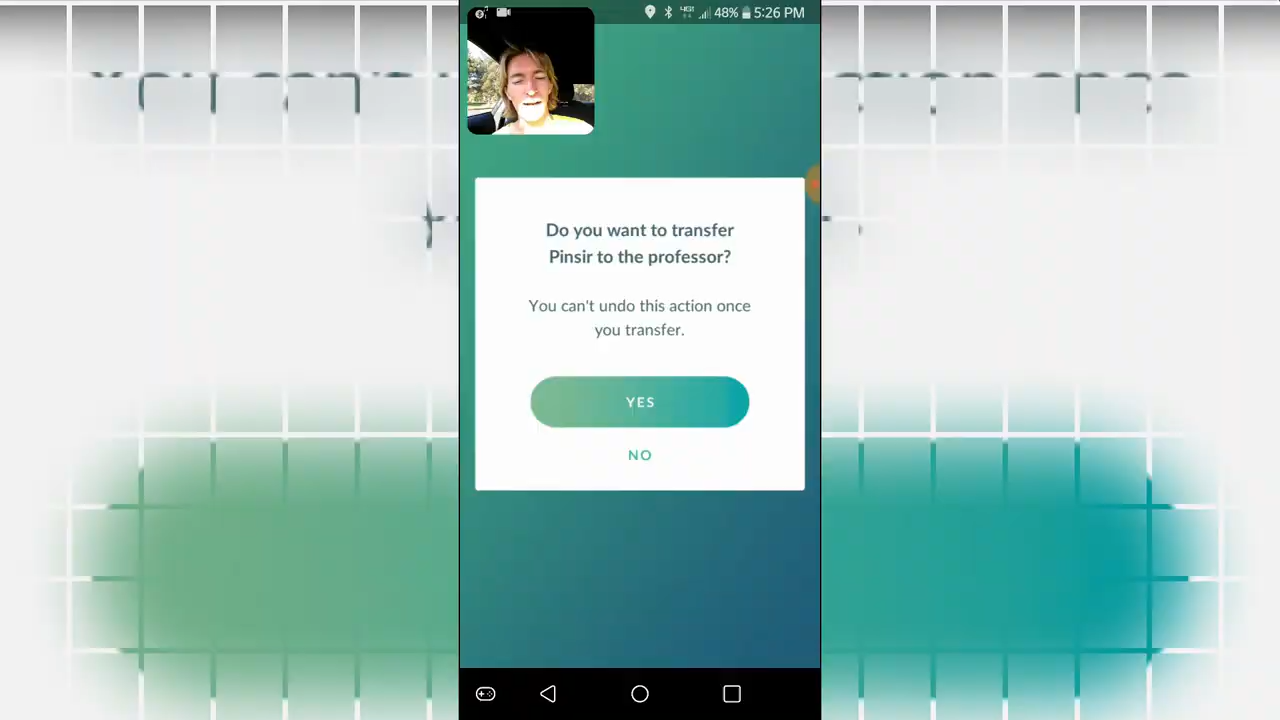 48% 5:26 PM
Do you want to transfer
Pinsir to the professor?
You can't undo this action once
you transfer.
YES
NO